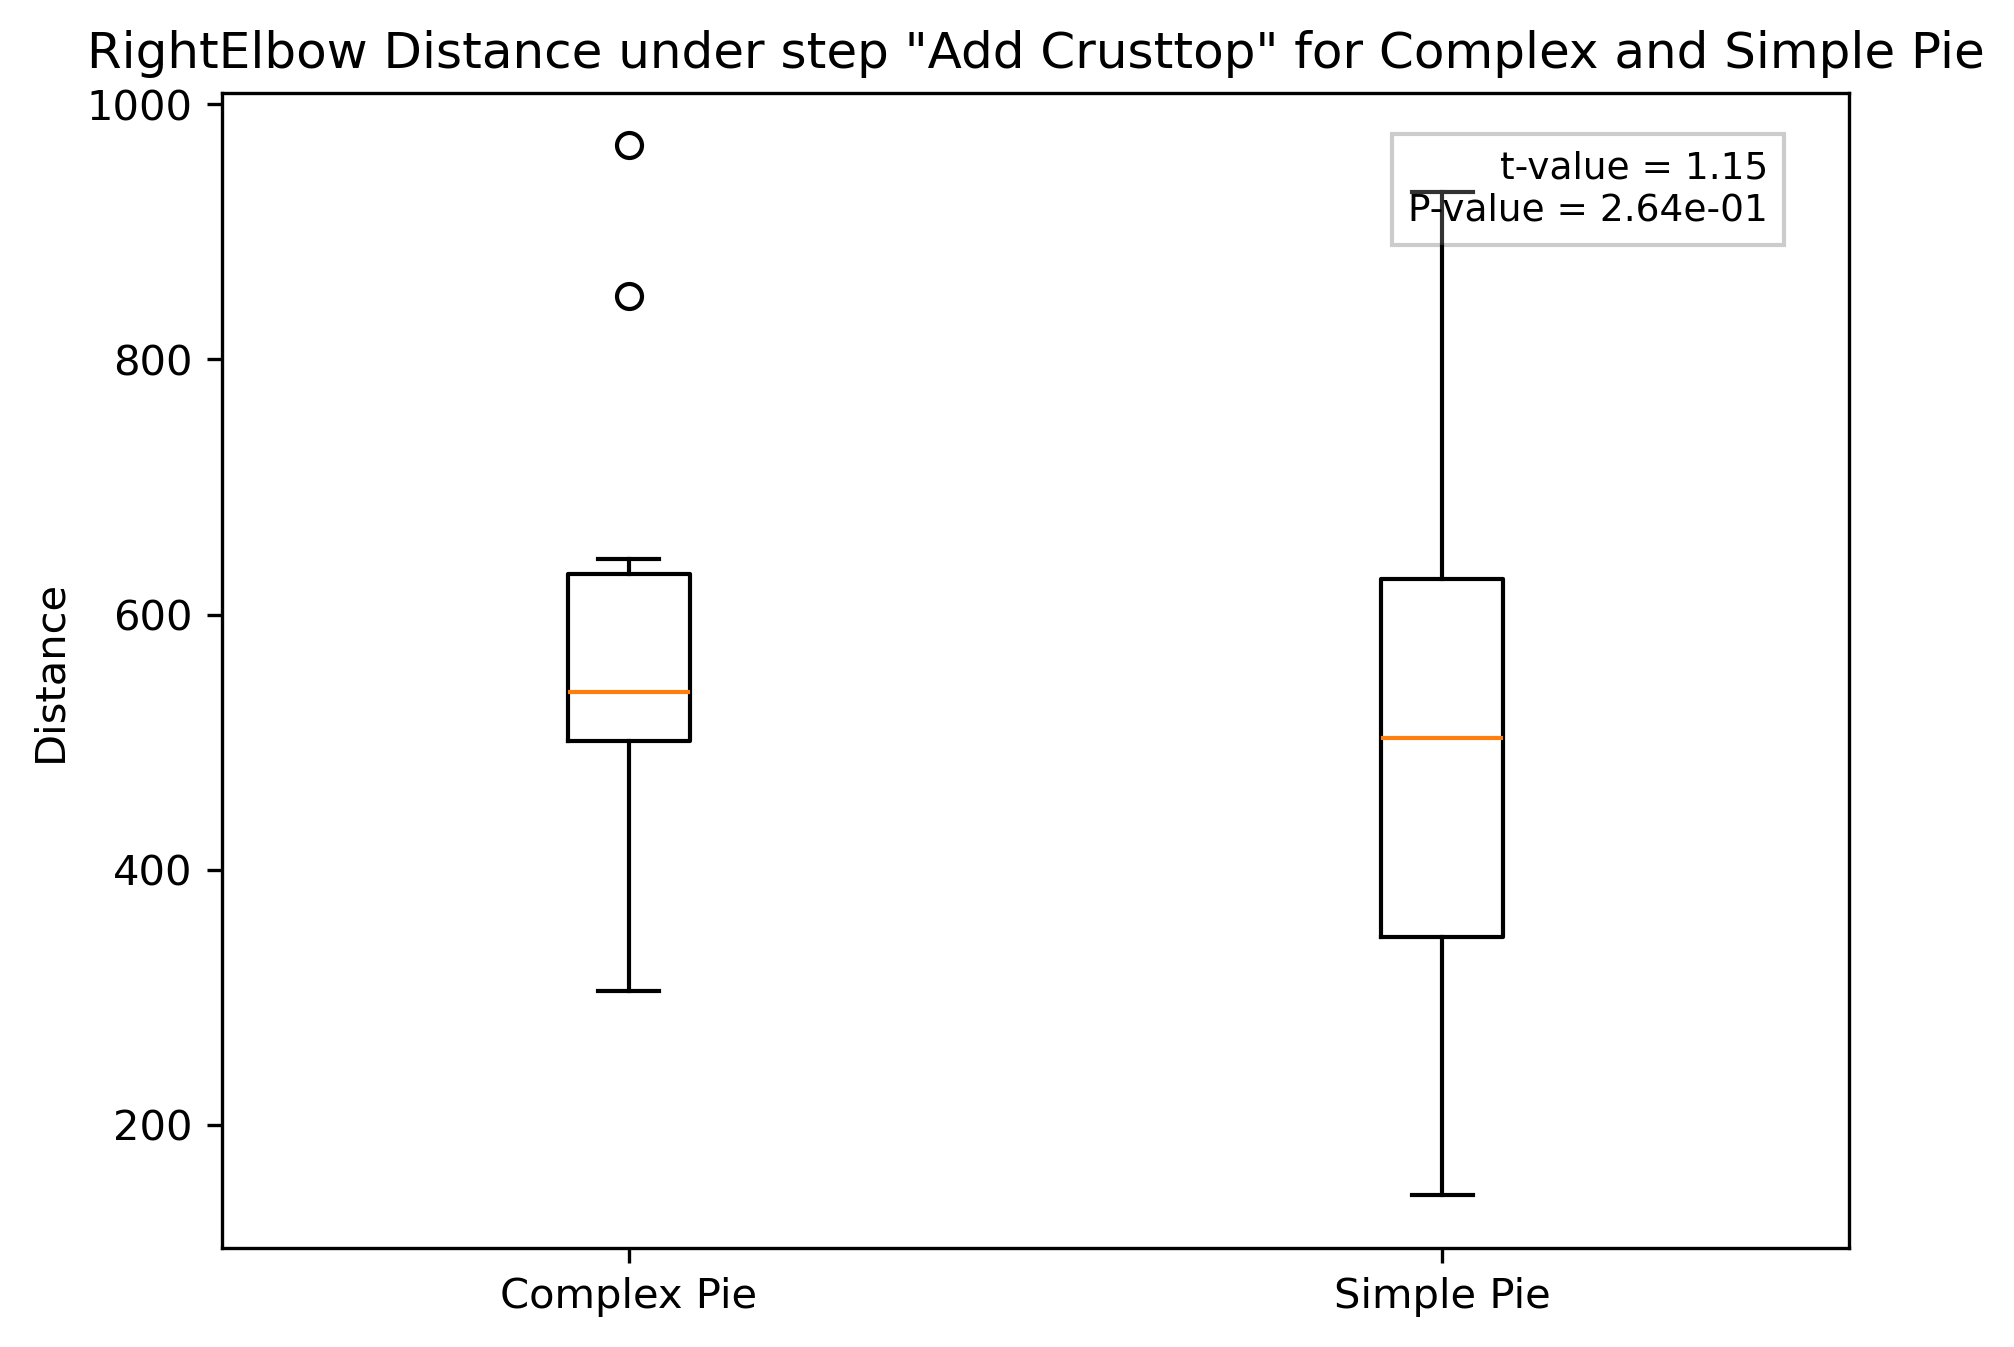 RightElbow Distance under step "Add Crusttop" for Complex and Simple Pie
1000
800
600
400
200
Distance
t-value = 1.15
P-value = 2.64e-01
Complex Pie
Simple Pie